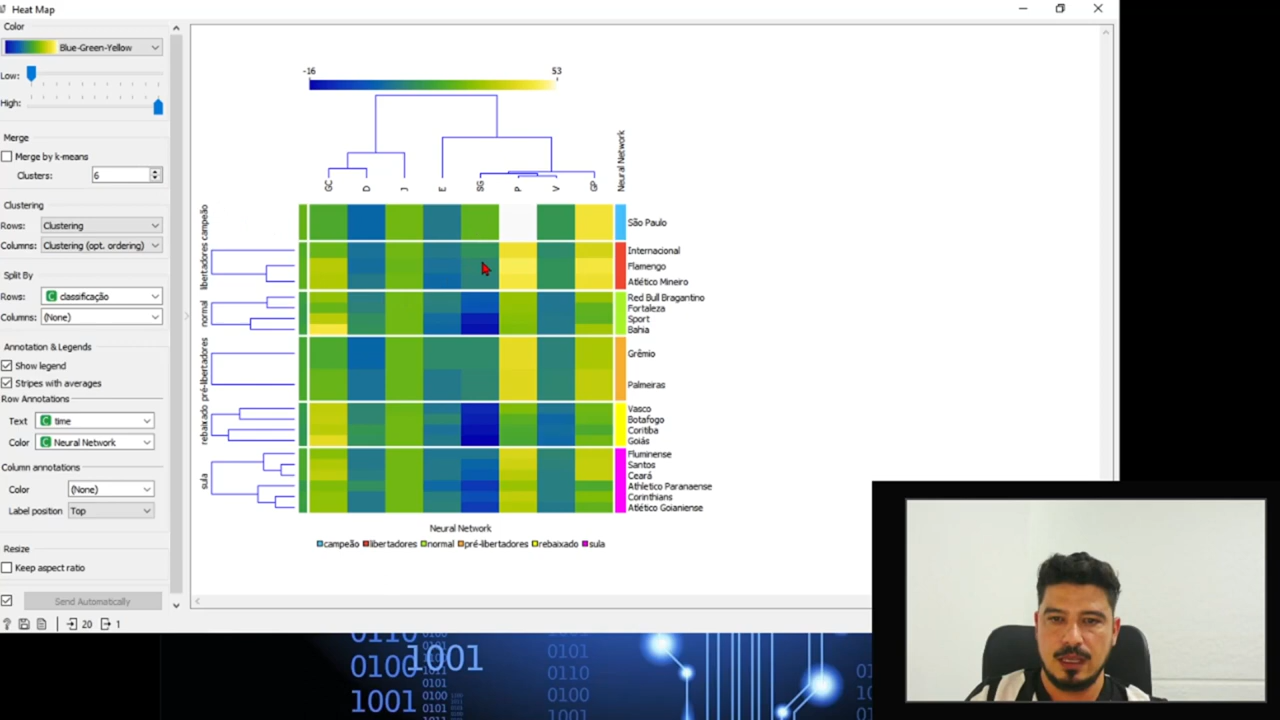 Heat Map
Color
Blue-Green-Yellow
Low:
High:
Merge
Merge by k-means
Clusters: 6
Clustering
Rows: Clustering
Columns: Clustering (opt. ordering)
Split By
Rows: C classificação
Columns: (None)
Annotation & Legends
Show legend
Stripes with averages
Row Annotations
Text C time
Color C Neural Network
Column annotations
Color (None)
Label position Top
Resize
Keep aspect ratio
Send Automatically
? 20 1
-16 53
GC D J E SG P V GP Neural Network
campeão
São Paulo
libertadores
Internacional
Flamengo
Atlético Mineiro
normal
Red Bull Bragantino
Fortaleza
Sport
Bahia
pré-libertadores
Grêmio
Palmeiras
rebaixado
Vasco
Botafogo
Coritiba
Goiás
sula
Fluminense
Santos
Ceará
Athletico Paranaense
Corinthians
Atlético Goianiense
Neural Network
campeão libertadores normal pré-libertadores rebaixado sula
0100
1001
1001
0101
0101
0110
0100
1001